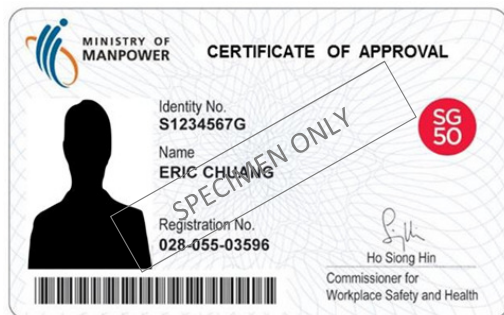 MINISTRY OF
MANPOWER
CERTIFICATE OF APPROVAL
Identity No.
S1234567G
SG
50
Name
ERIC CHUANG
SPECIMEN ONLY
Registration No.
028-055-03596
Ho Siong Hin
Commissioner for
Workplace Safety and Health